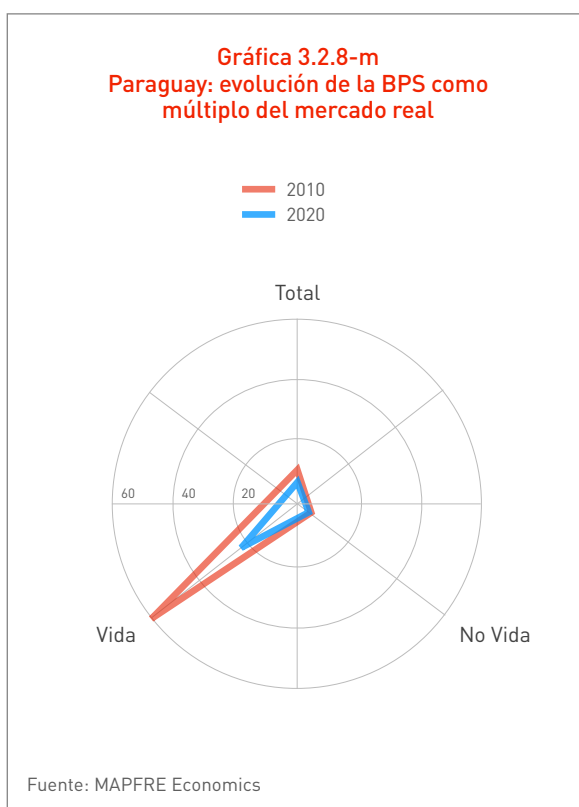 Gráfica 3.2.8-m
Paraguay: evolución de la BPS como
múltiplo del mercado real
2010
2020
Total
60 40 20
Vida
No Vida
Fuente: MAPFRE Economics